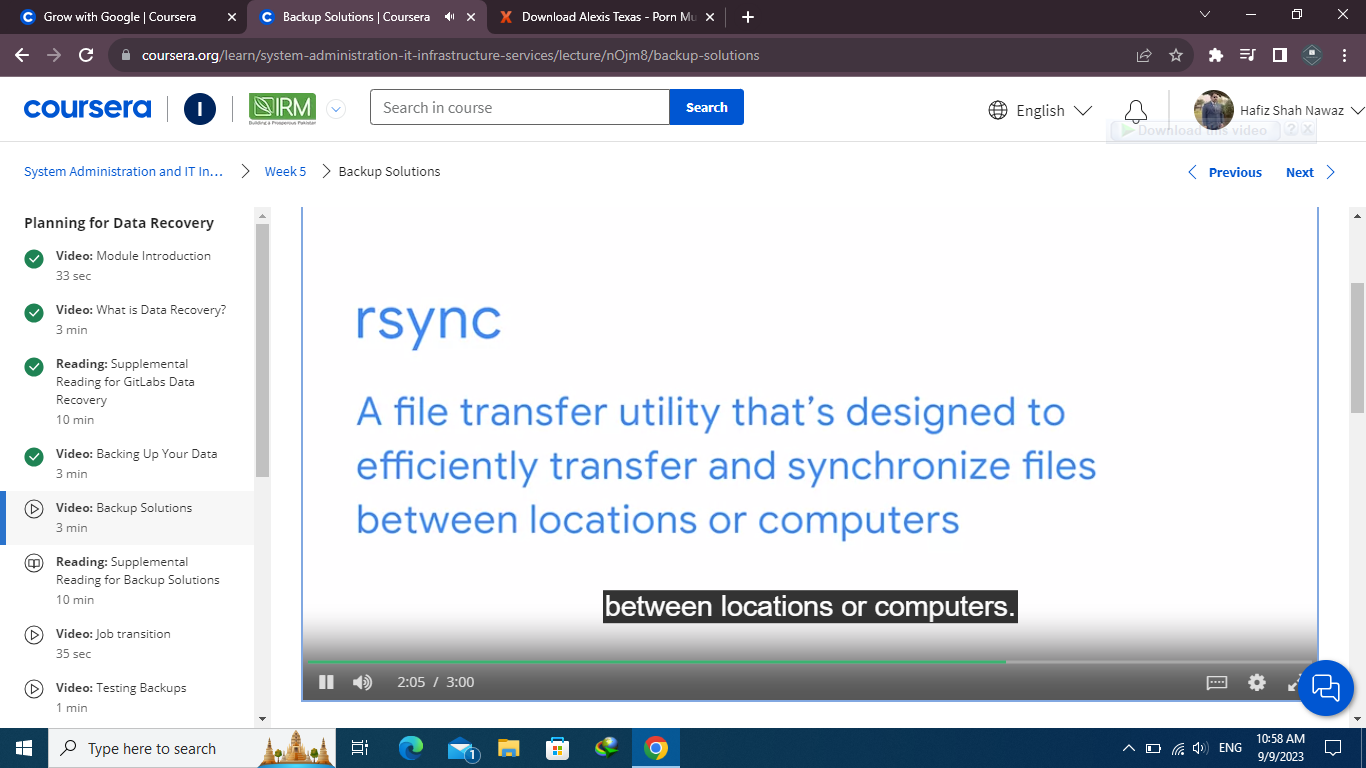 Grow with Google | Coursera
Backup Solutions | Coursera
Download Alexis Texas - Porn Mu
coursera.org/learn/system-administration-it-infrastructure-services/lecture/nOjm8/backup-solutions
coursera
I
IRM
Search in course
Search
English
Hafiz Shah Nawaz
Download this video
System Administration and IT In...
Week 5
Backup Solutions
Previous
Next
Planning for Data Recovery
Video: Module Introduction
33 sec
Video: What is Data Recovery?
3 min
Reading: Supplemental
Reading for GitLabs Data
Recovery
10 min
Video: Backing Up Your Data
3 min
Video: Backup Solutions
3 min
Reading: Supplemental
Reading for Backup Solutions
10 min
Video: Job transition
35 sec
Video: Testing Backups
1 min
rsync
A file transfer utility that's designed to
efficiently transfer and synchronize files
between locations or computers
between locations or computers.
2:05 / 3:00
Type here to search
1
ENG
10:58 AM
9/9/2023